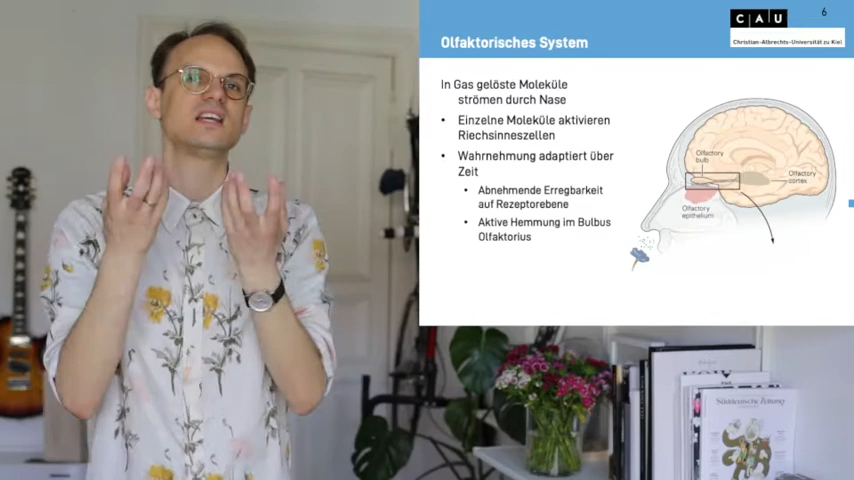 CAU
6
Christian-Albrechts-Universität zu Kiel
Olfaktorisches System
In Gas gelöste Moleküle
strömen durch Nase
• Einzelne Moleküle aktivieren
Riechsinneszellen
• Wahrnehmung adaptiert über
Zeit
• Abnehmende Erregbarkeit
auf Rezeptorebene
• Aktive Hemmung im Bulbus
Olfaktorius
Olfactory
bulb
Olfactory
cortex
Olfactory
epithelium
Süddeutsche Zeitung